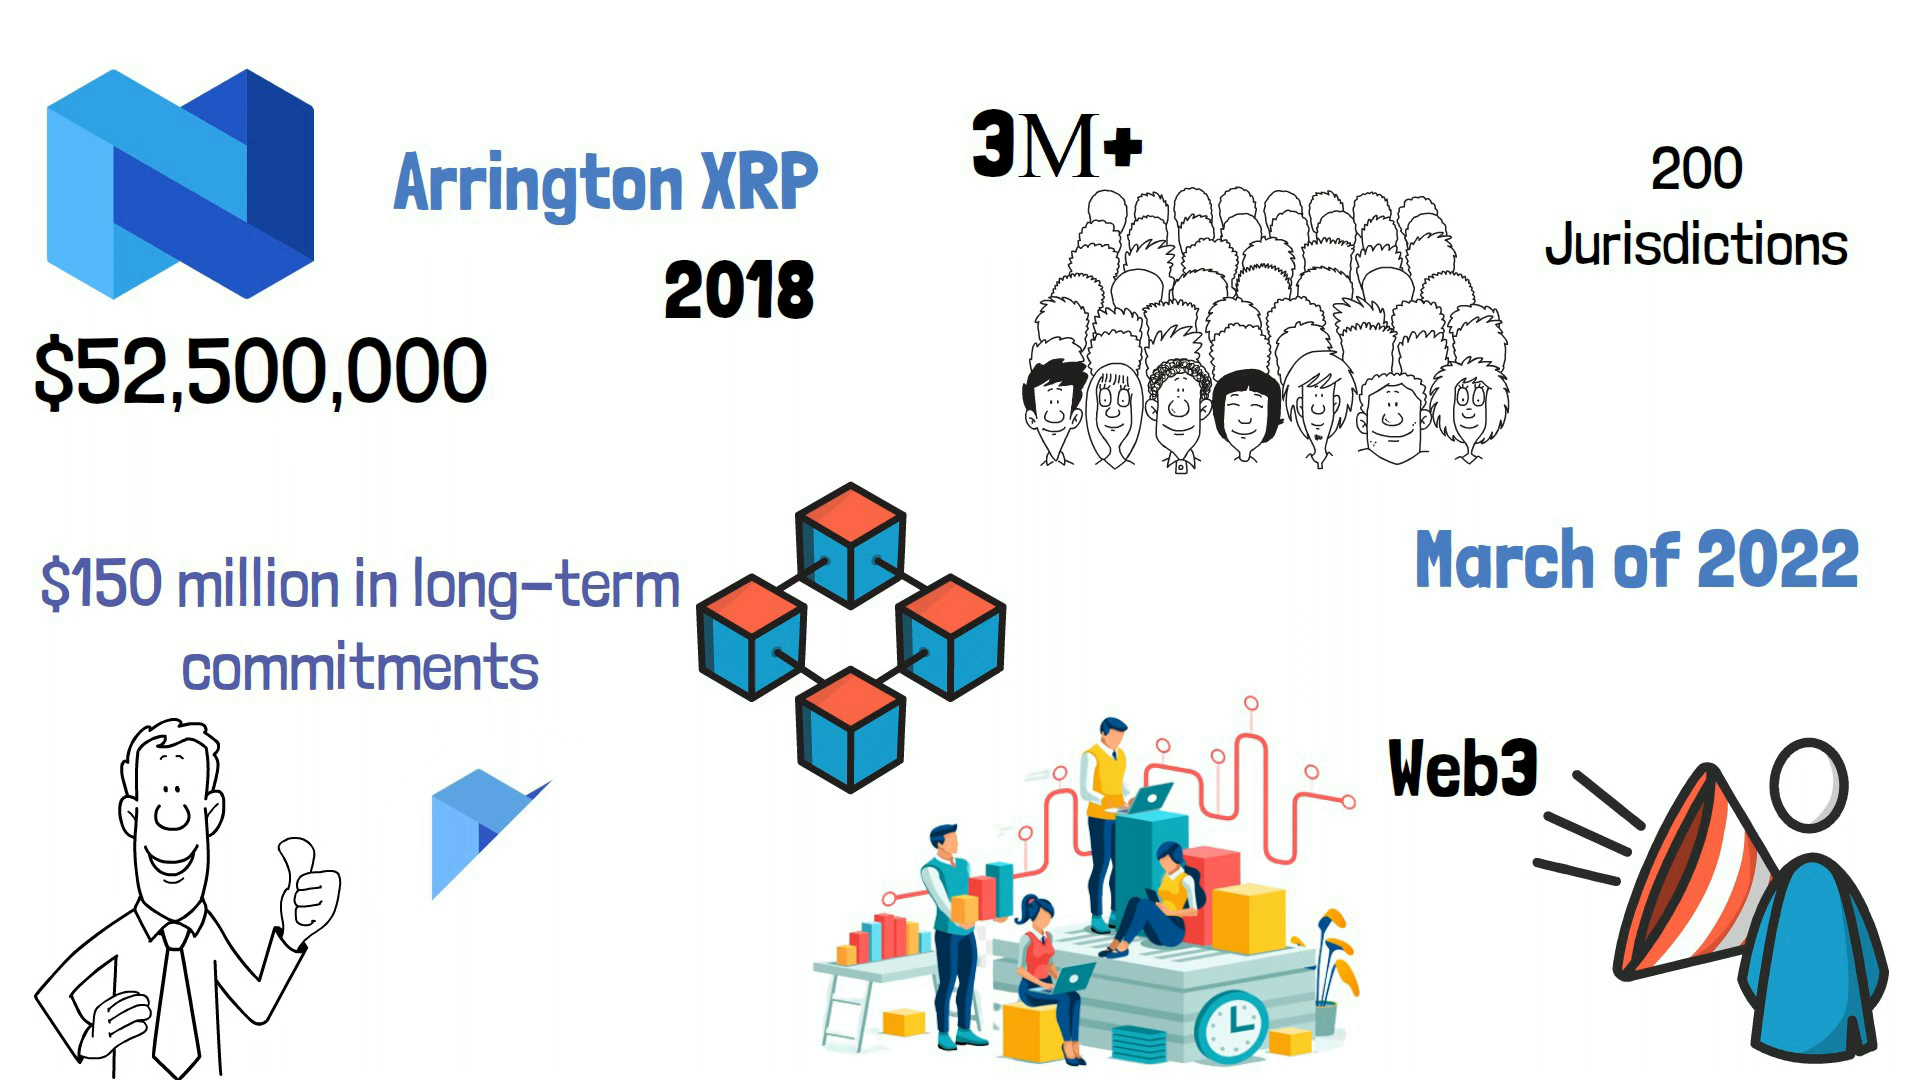 Arrington XRP
2018
$52,500,000
3M+
200
Jurisdictions
$150 million in long-term
commitments
March of 2022
Web3